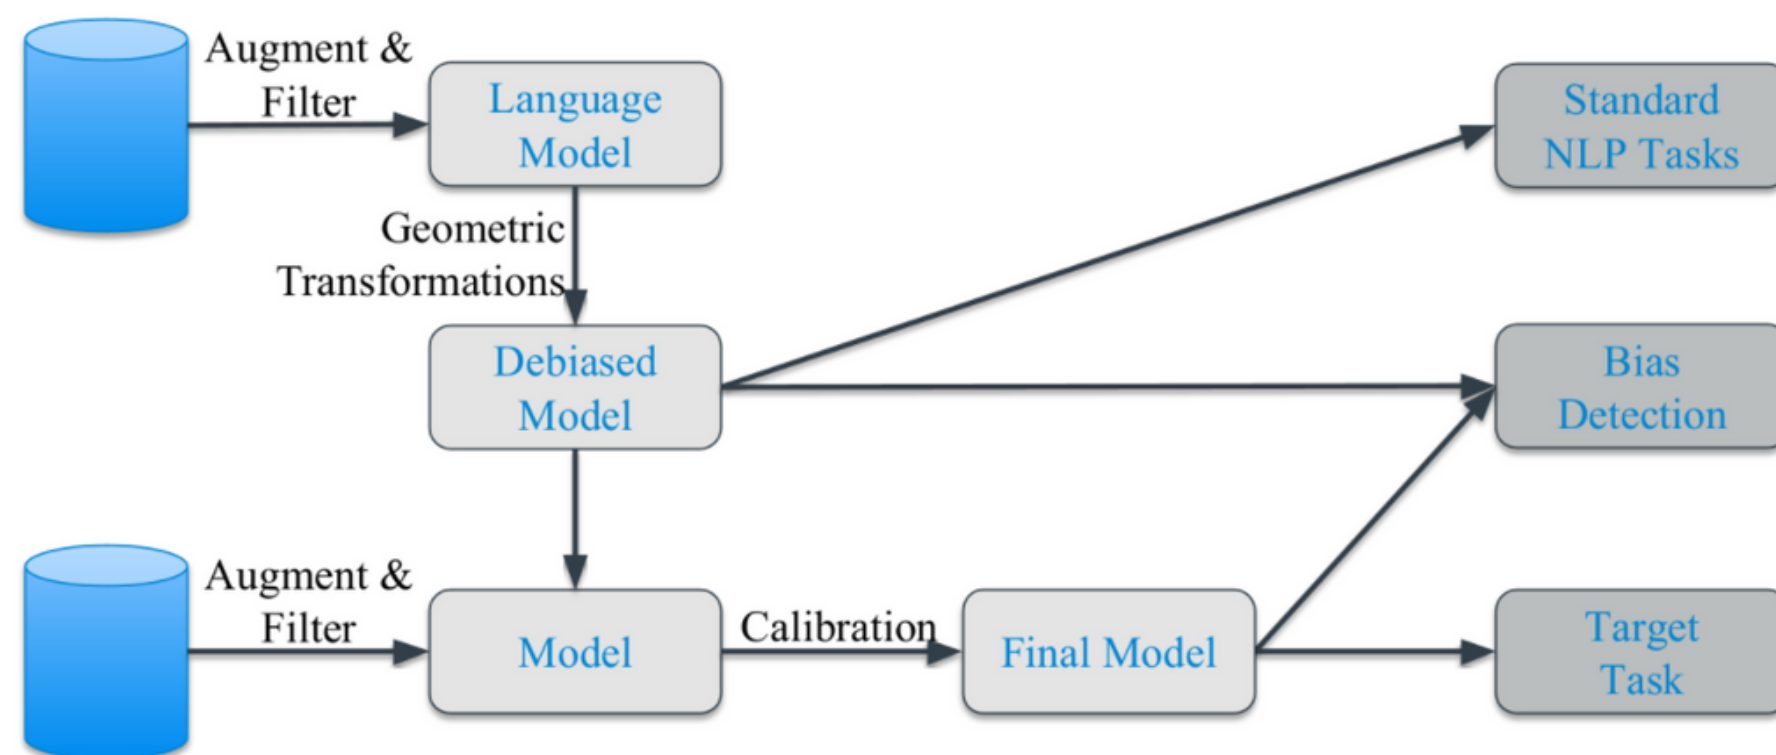 Augment &
Filter
Language
Model
Standard
NLP Tasks
Geometric
Transformations
Debiased
Model
Bias
Detection
Augment &
Filter
Model
Calibration
Final Model
Target
Task